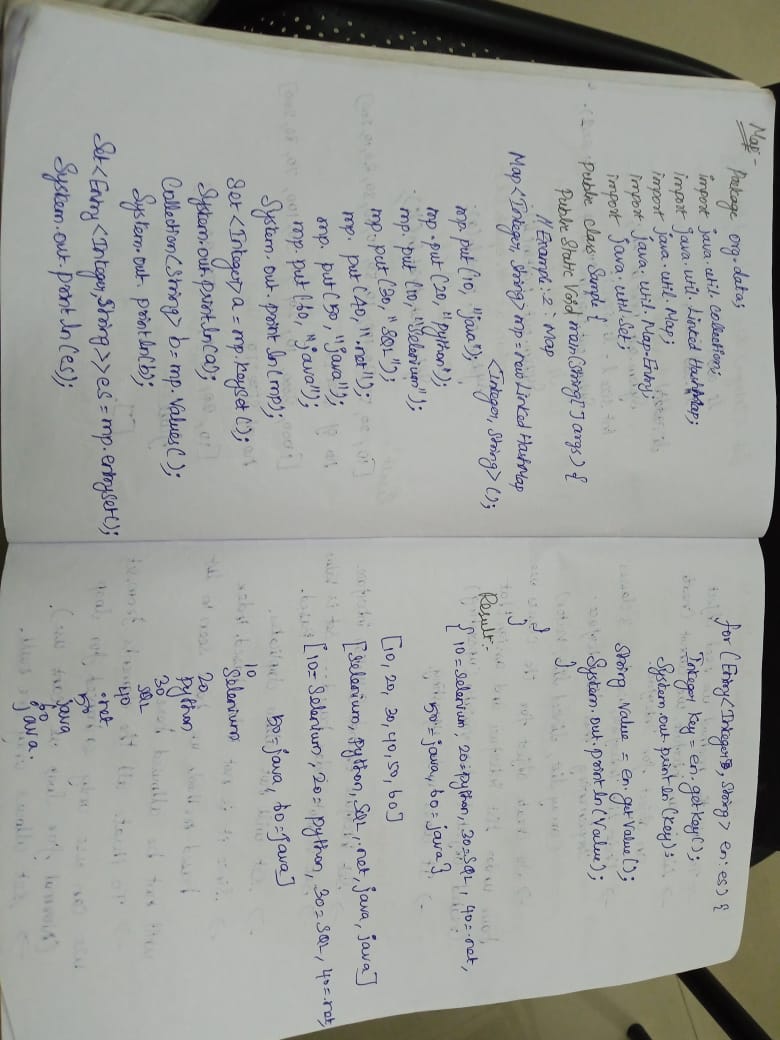 Map:-
Package org.data;
import java.util.Collection;
import java.util.Linked HashMap;
import java.util.Map;
import java.util.Map.Entry;
import java.util.Set;
Public class Sample {
Public Static Void main(String[] args) {
// Example:2: Map
Map<Integer, String> mp = new Linked HashMap
<Integer, String> ();
mp.put(10, "java");
mp.put(20, "python");
mp.put(10, "Selenium");
mp.put(30, "SQL");
mp.put(40, ".net");
mp.put(50, "java");
mp.put(60, "java");
System.out.println(mp);
Set<Integer> a = mp.keySet();
System.out.println(a);
Collection<String> b = mp.Values();
System.out.println(b);
Set<Entry<Integer,String>>es = mp.entrySet();
System.out.println(es);
for (Entry<Integer, String> en: es) {
Integer Key = en.getKey();
System.out.println(Key);
String Value = en.getValue();
System.out.println(Value);
}
}
}
Result:-
{ 10=Selenium, 20=python, 30=SQL, 40=.net,
50=java, 60=java}
[10, 20, 30, 40, 50, 60]
[Selenium, python, SQL, .net, java, java]
[10=Selenium, 20=python, 30=SQL, 40=.net,
50=java, 60=java]
10
Selenium
20
python
30
SQL
40
.net
50
java
60
java.